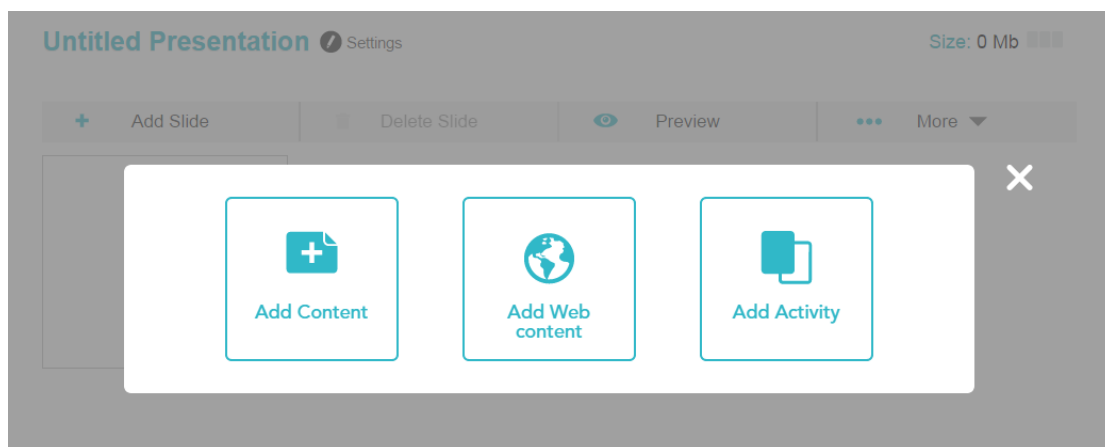 Untitled Presentation Settings Size: 0 Mb
Add Slide Delete Slide Preview More
Add Content Add Web Add Activity
content